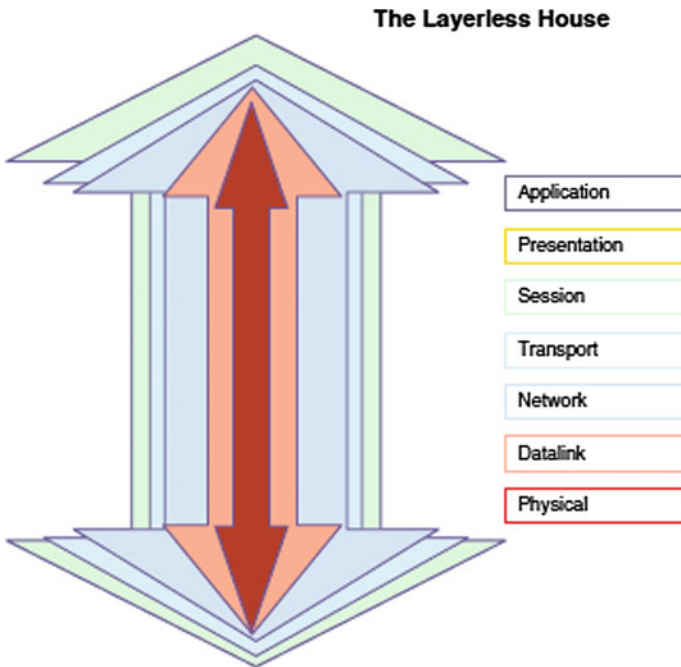 The Layerless House
Application
Presentation
Session
Transport
Network
Datalink
Physical